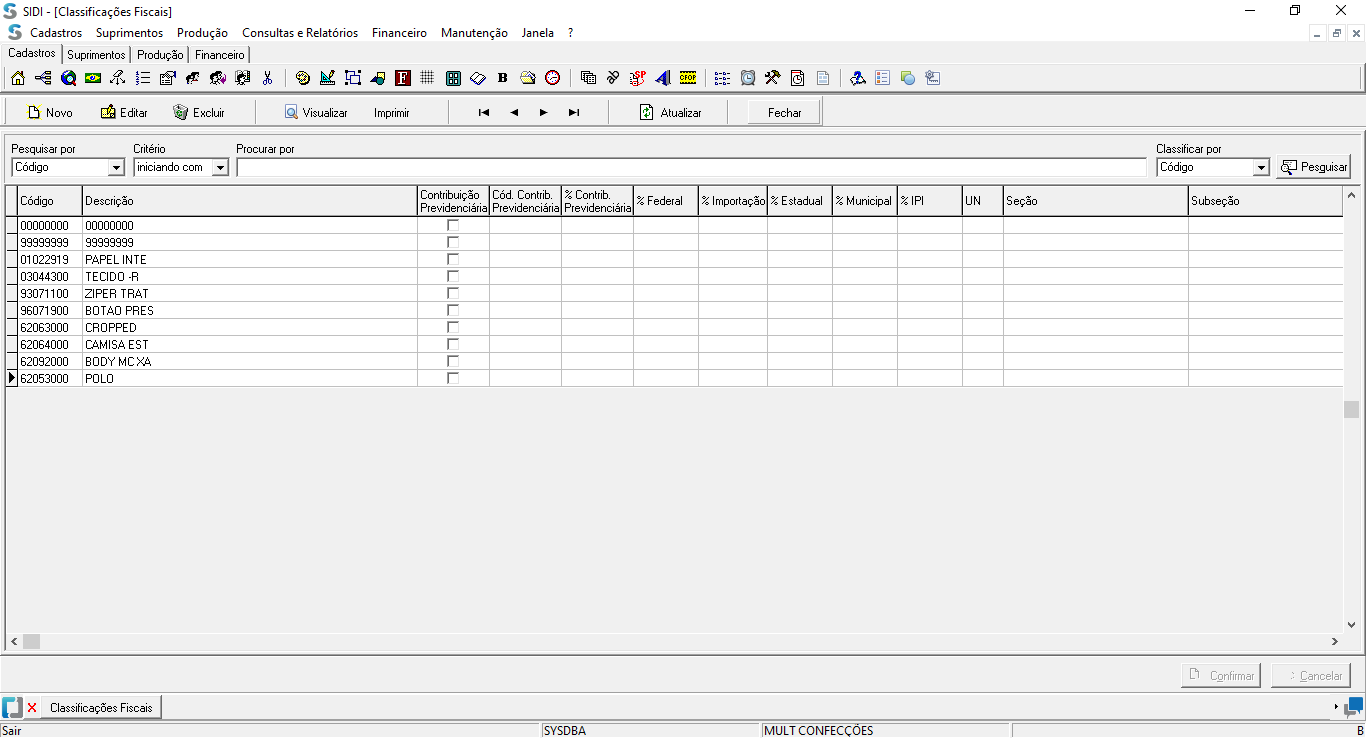 SIDI - [Classificações Fiscais]
Cadastros Suprimentos Produção Consultas e Relatórios Financeiro Manutenção Janela ?
Cadastros Suprimentos Produção Financeiro
F B SP CFOP
Novo Editar Excluir Visualizar Imprimir Atualizar Fechar
Pesquisar por Critério Procurar por Classificar por
Código iniciando com Código Pesquisar
Código Descrição Contribuição Previdenciária Cód. Contrib. Previdenciária % Contrib. Previdenciária % Federal % Importação % Estadual % Municipal % IPI UN Seção Subseção
00000000 00000000
99999999 99999999
01022919 PAPEL INTE
03044300 TECIDO -R
93071100 ZIPER TRAT
96071900 BOTAO PRES
62063000 CROPPED
62064000 CAMISA EST
62092000 BODY MC XA
62053000 POLO
Confirmar Cancelar
Classificações Fiscais
Sair SYSDBA MULT CONFECÇÕES B